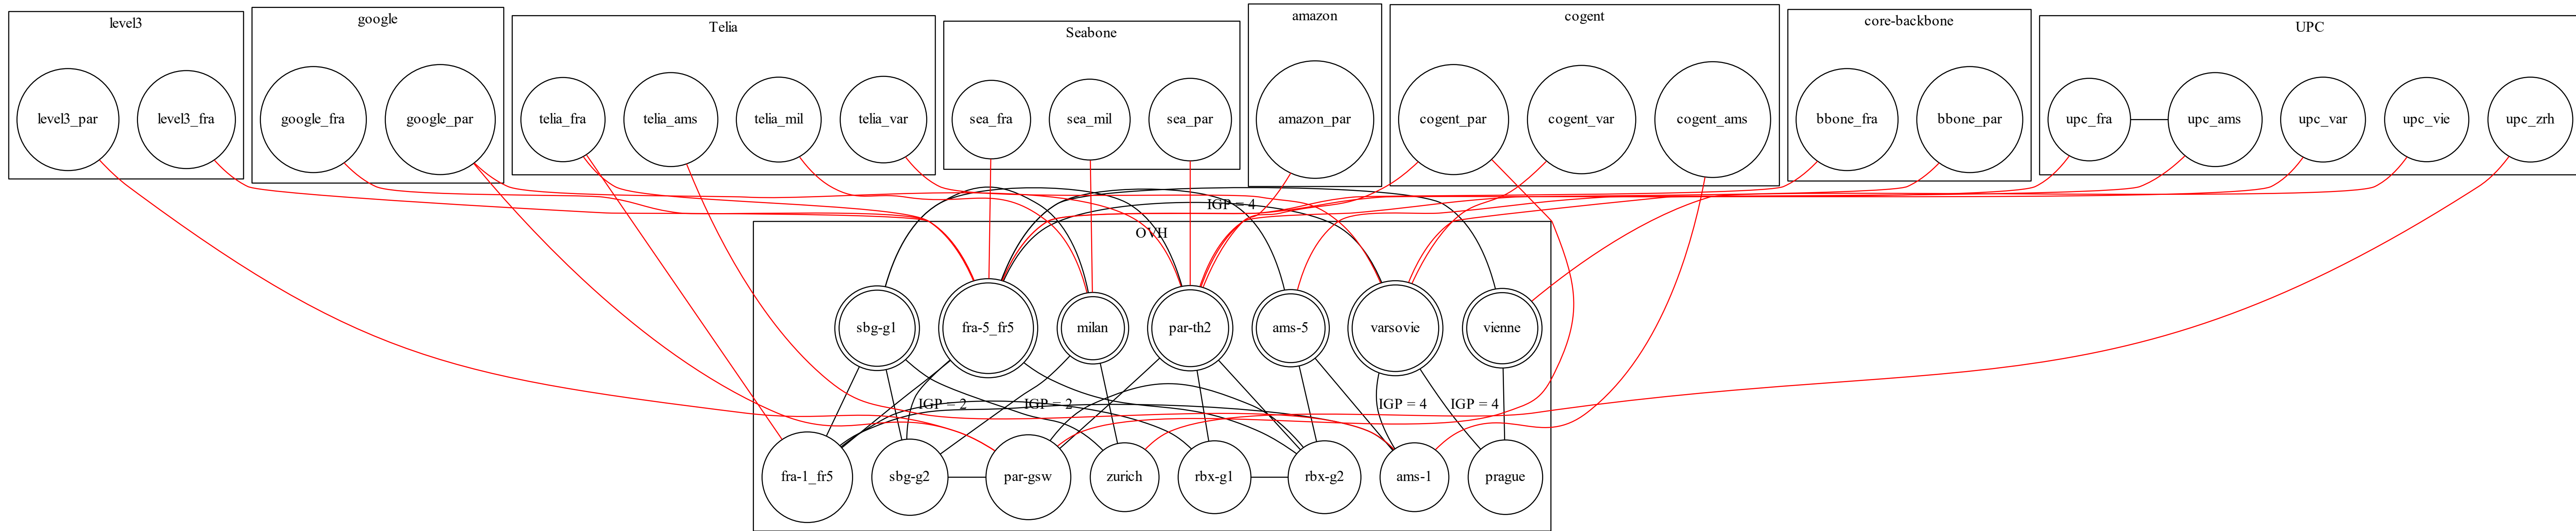 level3
google
Telia
Seabone
amazon
cogent
core-backbone
UPC
level3_par
level3_fra
google_fra
google_par
telia_fra
telia_ams
telia_mil
telia_var
sea_fra
sea_mil
sea_par
amazon_par
cogent_par
cogent_var
cogent_ams
bbone_fra
bbone_par
upc_fra
upc_ams
upc_var
upc_vie
upc_zrh
IGP = 4
OVH
sbg-g1
fra-5_fr5
milan
par-th2
ams-5
varsovie
vienne
IGP = 2
IGP = 2
IGP = 4
IGP = 4
fra-1_fr5
sbg-g2
par-gsw
zurich
rbx-g1
rbx-g2
ams-1
prague